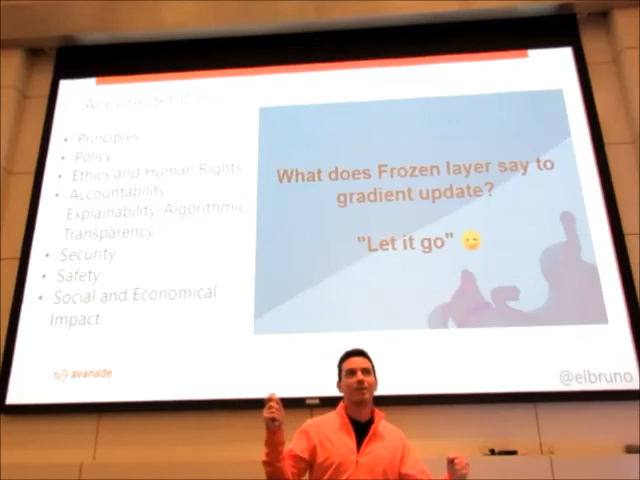 • Principles
• Policy
• Ethics and Human Rights
• Accountability
Explainability Algorithmic
Transparency
• Security
• Safety
• Social and Economical
Impact
What does Frozen layer say to
gradient update?
"Let it go" 😉
avanade
@elbruno